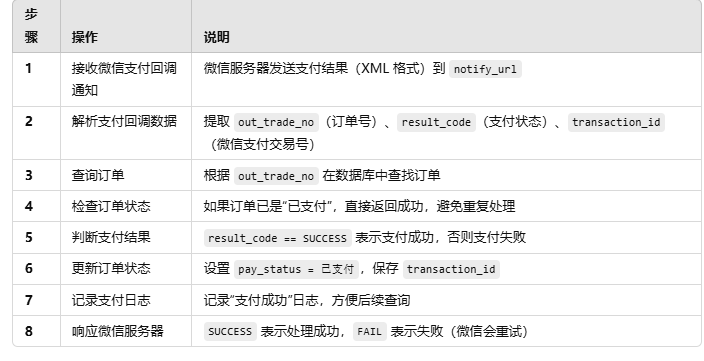 步
骤 操作 说明
1 接收微信支付回调 微信服务器发送支付结果（XML 格式）到 notify_url
通知
2 解析支付回调数据 提取 out_trade_no（订单号）、result_code（支付状态）、transaction_id
（微信支付交易号）
3 查询订单 根据 out_trade_no 在数据库中查找订单
4 检查订单状态 如果订单已是“已支付”，直接返回成功，避免重复处理
5 判断支付结果 result_code == SUCCESS 表示支付成功，否则支付失败
6 更新订单状态 设置 pay_status = 已支付，保存 transaction_id
7 记录支付日志 记录“支付成功”日志，方便后续查询
8 响应微信服务器 SUCCESS 表示处理成功，FAIL 表示失败（微信会重试）